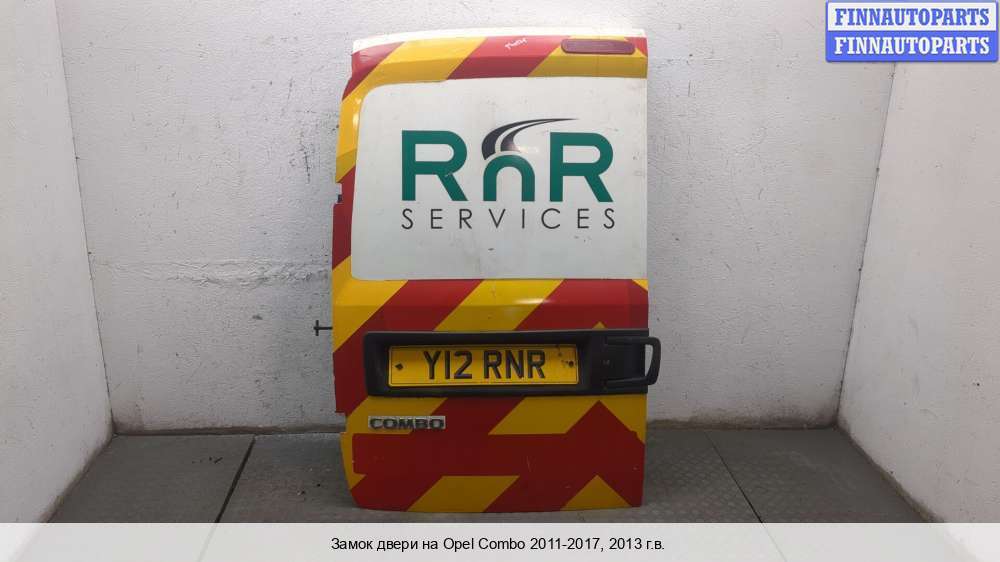 FINNAUTOPARTS
FINNAUTOPARTS
RnR
SERVICES
Y12 RNR
COMBO
Замок двери на Opel Combo 2011-2017, 2013 г.в.